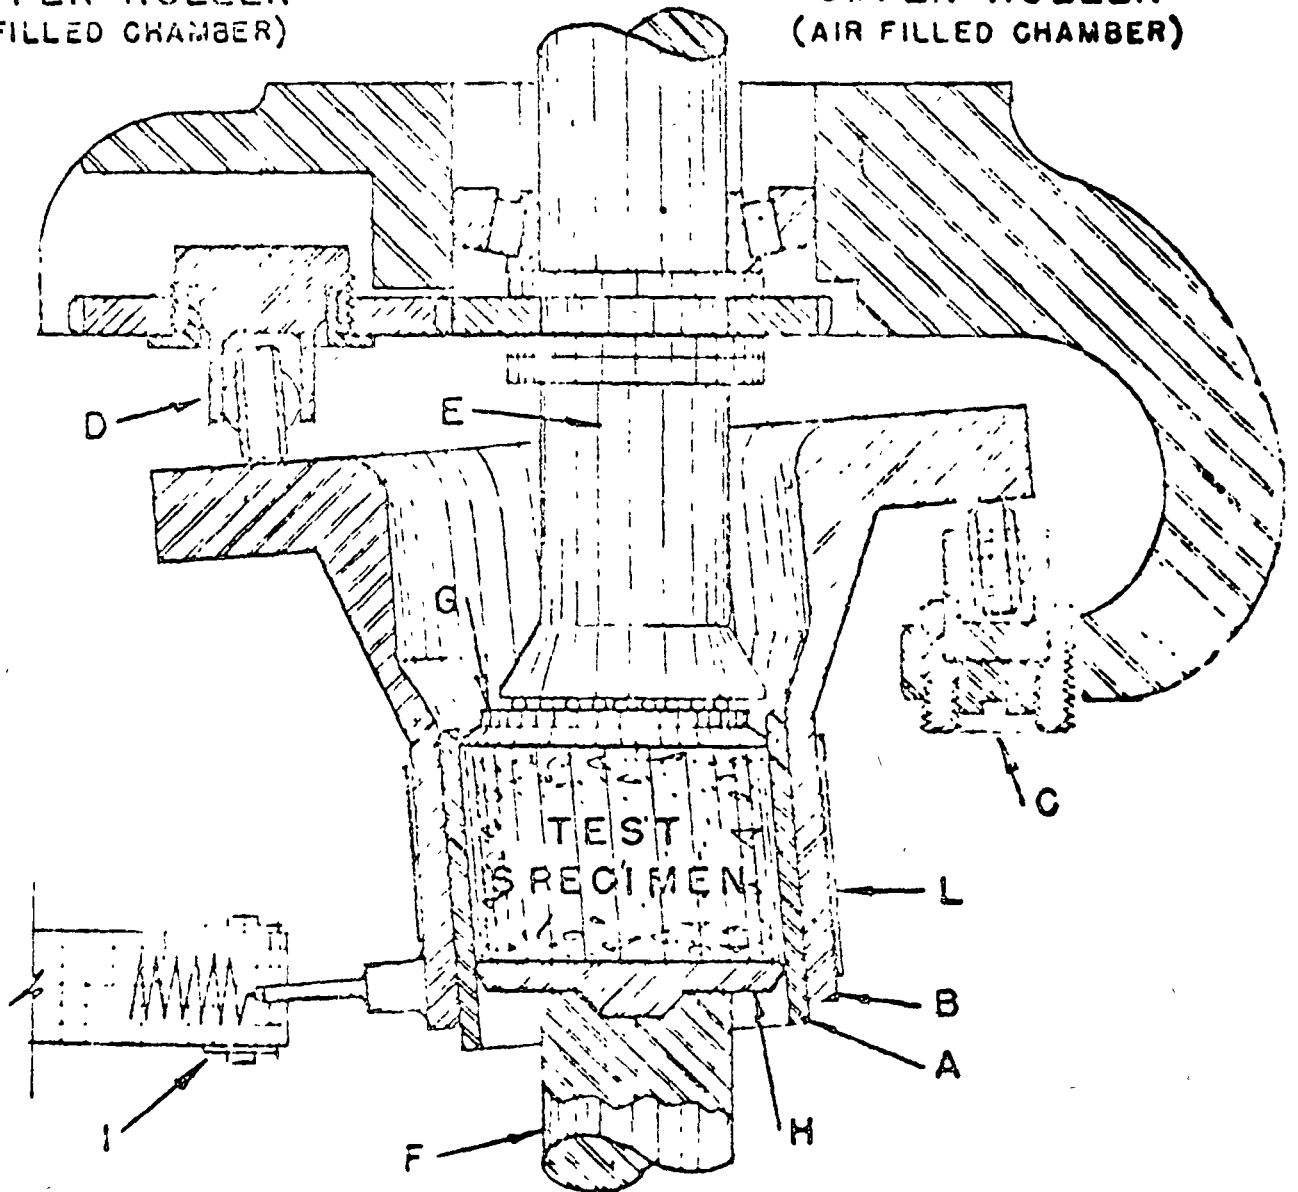 FILLED CHAMBER)
(AIR FILLED CHAMBER)
D
E
G
C
TEST
SPECIMEN
L
B
A
I
F
H